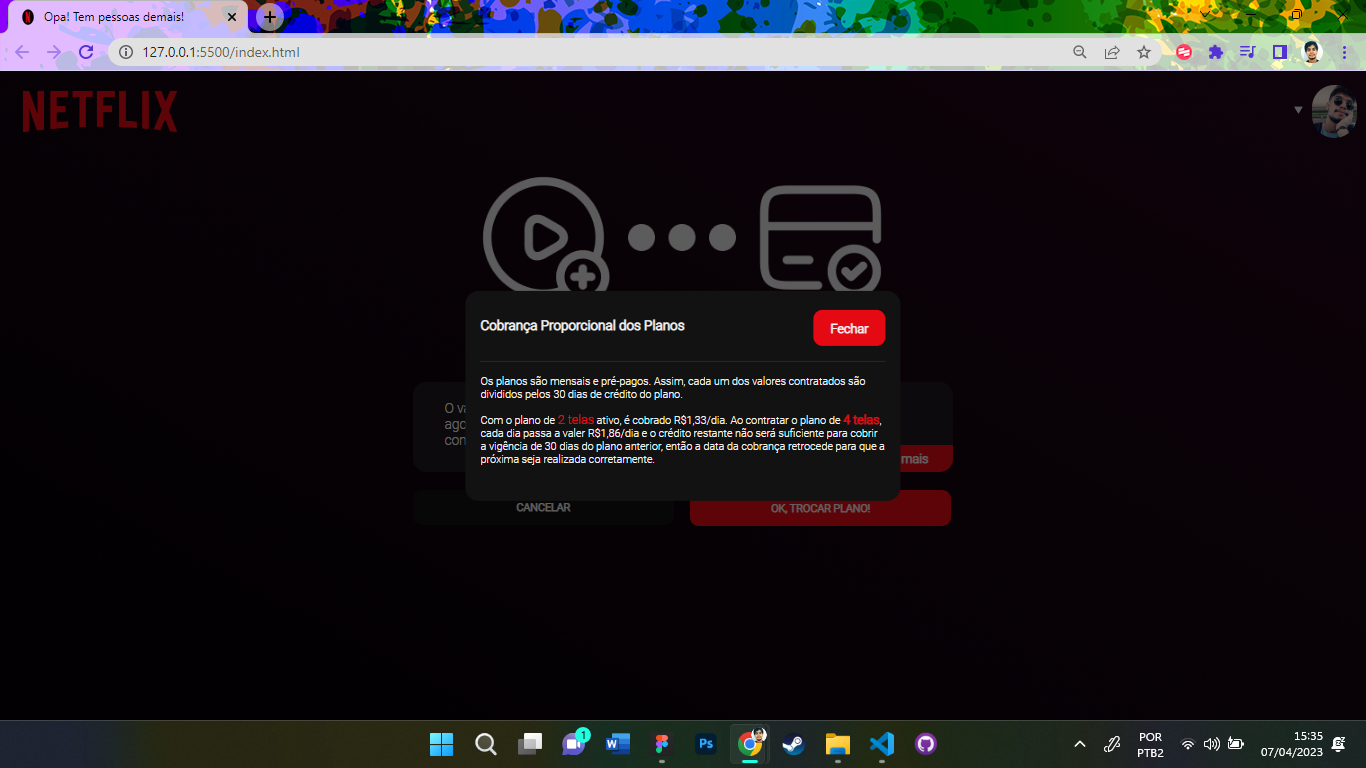 Opa! Tem pessoas demais!
127.0.0.1:5500/index.html
NETFLIX
Cobrança Proporcional dos Planos
Fechar
Os planos são mensais e pré-pagos. Assim, cada um dos valores contratados são
divididos pelos 30 dias de crédito do plano.
Com o plano de 2 telas ativo, é cobrado R$1,33/dia. Ao contratar o plano de 4 telas,
cada dia passa a valer R$1,86/dia e o crédito restante não será suficiente para cobrir
a vigência de 30 dias do plano anterior, então a data da cobrança retrocede para que a
próxima seja realizada corretamente.
O
ago
con
mais
CANCELAR
OK, TROCAR PLANO!
1
W
Ps
POR
PTB2
15:35
07/04/2023